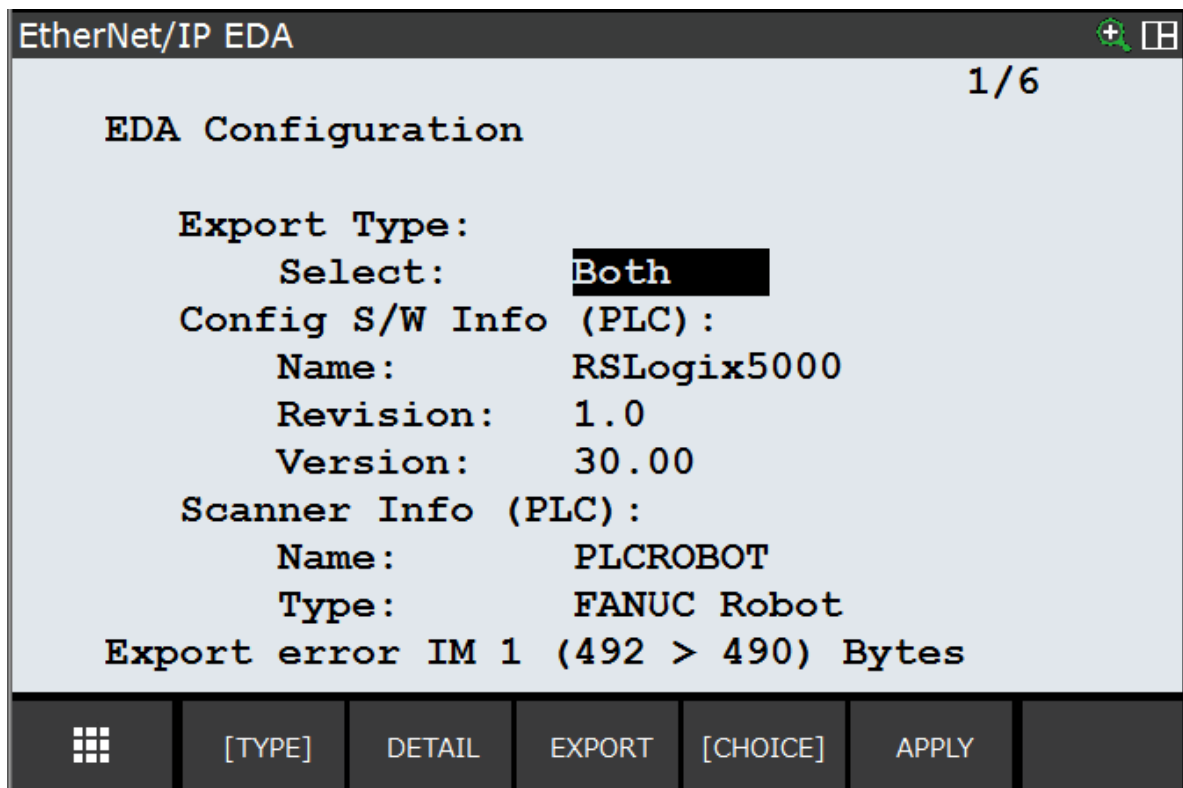 EtherNet/IP EDA
1/6
EDA Configuration
Export Type:
Select: Both
Config S/W Info (PLC):
Name: RSLogix5000
Revision: 1.0
Version: 30.00
Scanner Info (PLC):
Name: PLCROBOT
Type: FANUC Robot
Export error IM 1 (492 > 490) Bytes
[TYPE] DETAIL EXPORT [CHOICE] APPLY